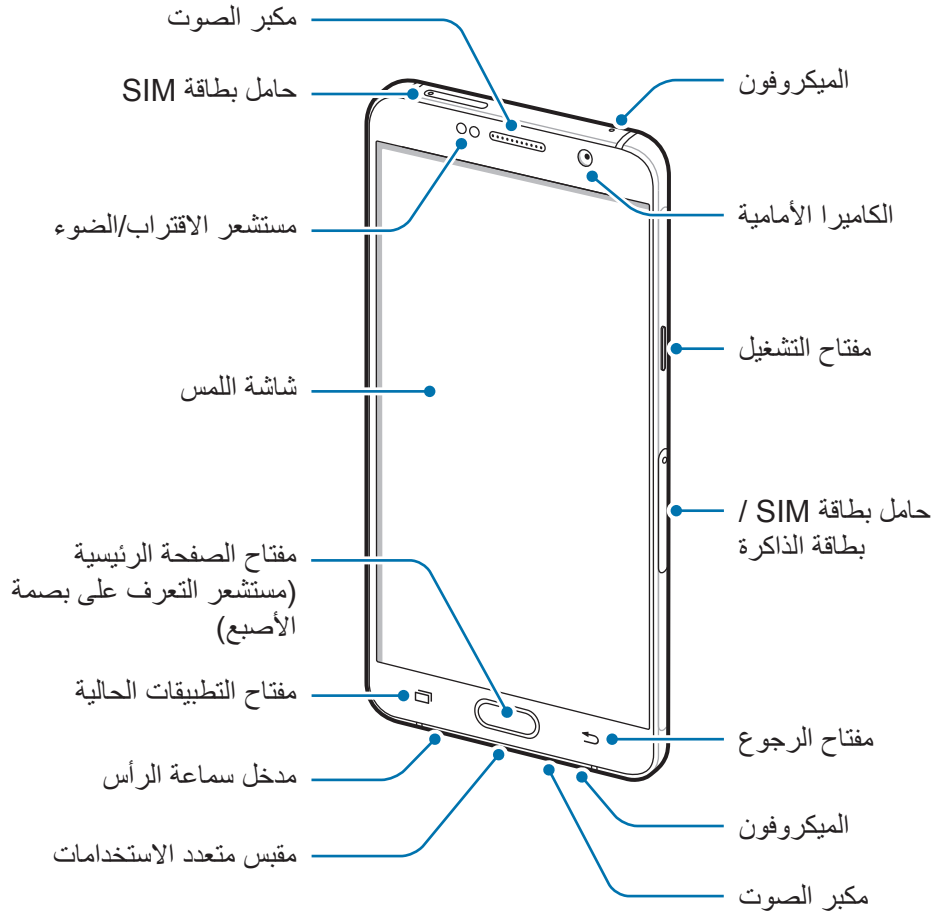 مكبر الصوت
حامل بطاقة SIM
مستشعر الاقتراب/الضوء
شاشة اللمس
مفتاح الصفحة الرئيسية
(مستشعر التعرف على بصمة
الأصبع)
مفتاح التطبيقات الحالية
مدخل سماعة الرأس
مقبس متعدد الاستخدامات
الميكروفون
الكاميرا الأمامية
مفتاح التشغيل
حامل بطاقة SIM /
بطاقة الذاكرة
مفتاح الرجوع
الميكروفون
مكبر الصوت